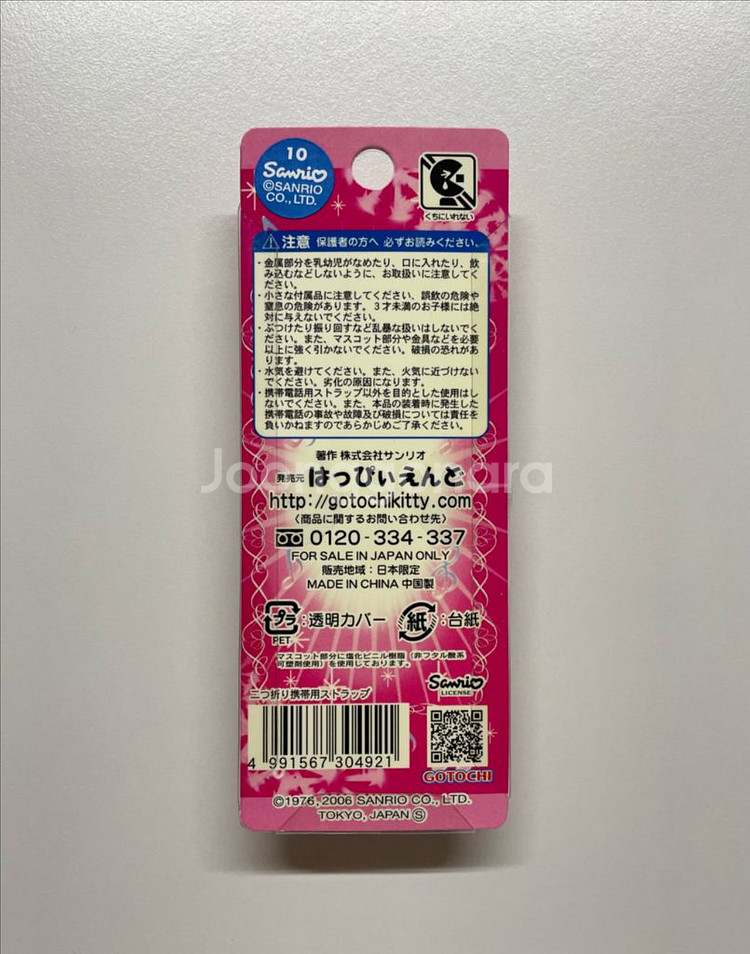 10
Sanrio
©SANRIO
CO., LTD.
くちにいれない
注意 保護者の方へ 必ずお読みください。
・金属部分を乳幼児がなめたり、口に入れたり、飲
み込むなどしないように、お取扱いに注意してく
ださい。
・小さな付属品に注意してください、誤飲の危険や
窒息の危険があります。3才未満のお子様には絶
対に与えないでください。
・ぶつけたり振り回すなど乱暴な扱いはしないでく
ださい。また、マスコット部分や金具などを必要
以上に強く引かないでください。破損の恐れがあ
ります。
・水気を避けてください。また、火気に近づけない
でください。劣化の原因になります。
・携帯電話用ストラップ以外を目的とした使用はし
ないでください。また、本品の装着時に発生した
携帯電話の事故や故障及び破損については責任を
負いかねますのであらかじめご了承ください。
著作 株式会社サンリオ
発売元 はっぴぃえんど
http://gotochikitty.com
〈商品に関するお問い合わせ先〉
0120-334-337
FOR SALE IN JAPAN ONLY
販売地域：日本限定
MADE IN CHINA 中国製
プラ：透明カバー 紙：台紙
PET
マスコット部分に塩化ビニル樹脂（非フタル酸系
可塑剤使用）を使用しております。
Sanrio
LICENSE
二つ折り携帯用ストラップ
4 991567 304921
GOTOCHI
©1976, 2006 SANRIO CO., LTD.
TOKYO, JAPAN Ⓢ